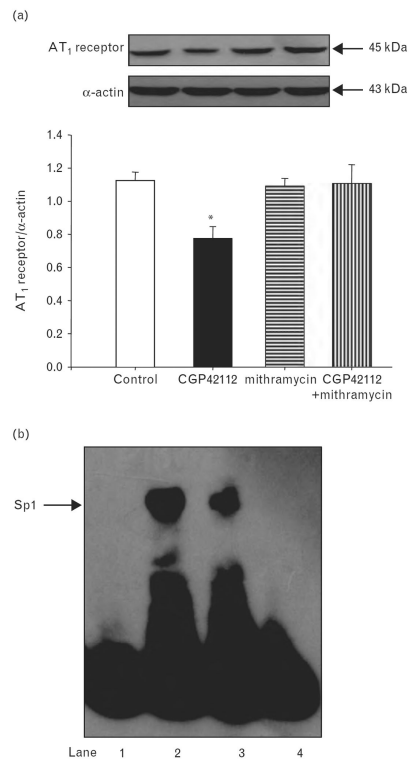 (a)
AT1 receptor
45 kDa
α-actin
43 kDa
1.4
1.2
1.0
0.8
0.6
0.4
0.2
0.0
AT1 receptor/α-actin
*
Control
CGP42112
mithramycin
CGP42112
+mithramycin
(b)
Sp1
Lane 1 2 3 4